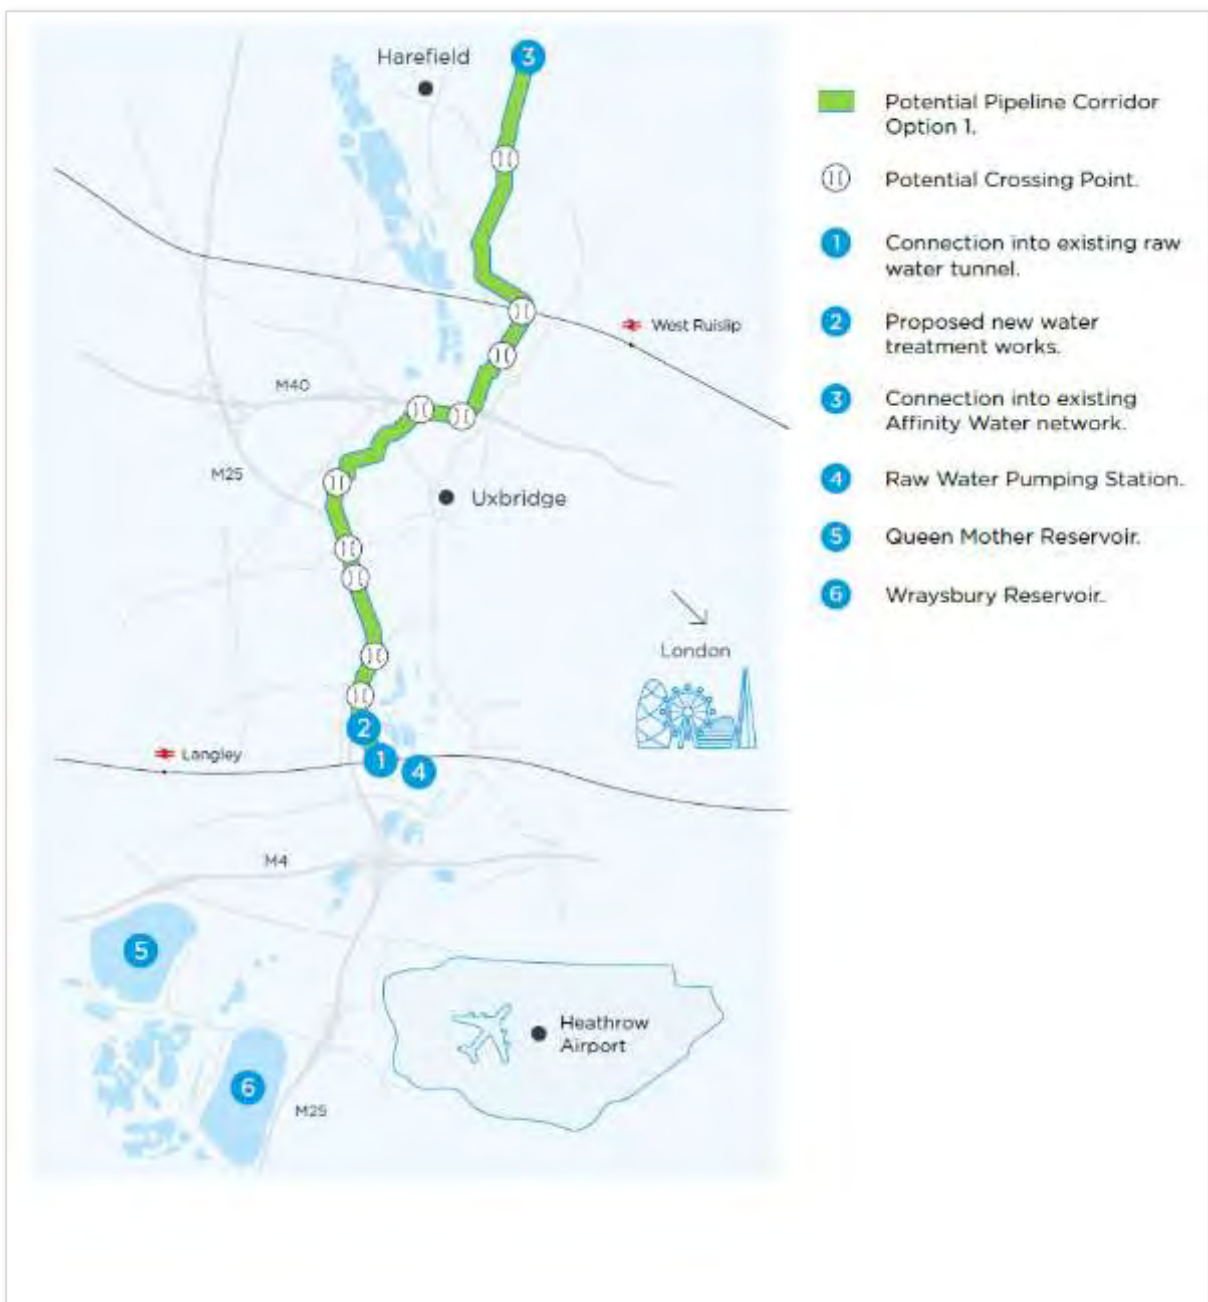 Harefield
3
West Ruislip
M40
M25
Uxbridge
London
2
Langley
1
4
M4
5
Heathrow
Airport
6
M25
Potential Pipeline Corridor
Option 1.
Potential Crossing Point.
1
Connection into existing raw
water tunnel.
2
Proposed new water
treatment works.
3
Connection into existing
Affinity Water network.
4
Raw Water Pumping Station.
5
Queen Mother Reservoir.
6
Wraysbury Reservoir.